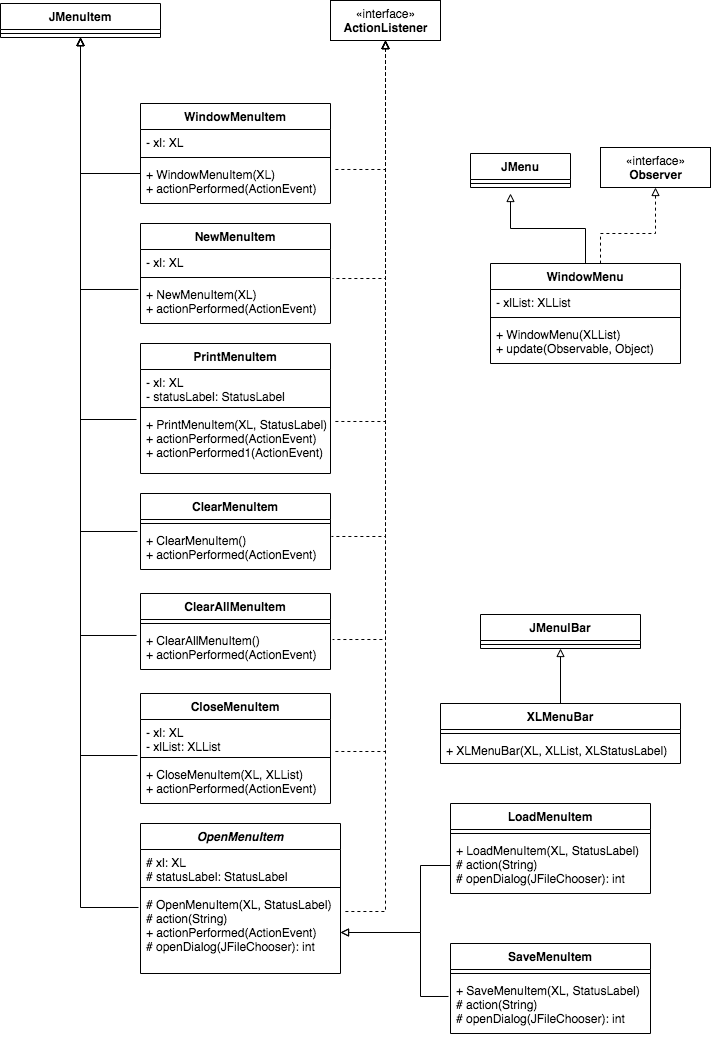 JMenuItem
«interface»
ActionListener
WindowMenuItem
- xl: XL
+ WindowMenuItem(XL)
+ actionPerformed(ActionEvent)
JMenu
«interface»
Observer
NewMenuItem
- xl: XL
+ NewMenuItem(XL)
+ actionPerformed(ActionEvent)
WindowMenu
- xlList: XLList
+ WindowMenu(XLList)
+ update(Observable, Object)
PrintMenuItem
- xl: XL
- statusLabel: StatusLabel
+ PrintMenuItem(XL, StatusLabel)
+ actionPerformed(ActionEvent)
+ actionPerformed1(ActionEvent)
ClearMenuItem
+ ClearMenuItem()
+ actionPerformed(ActionEvent)
ClearAllMenuItem
+ ClearAllMenuItem()
+ actionPerformed(ActionEvent)
JMenulBar
CloseMenuItem
- xl: XL
- xlList: XLList
+ CloseMenuItem(XL, XLList)
+ actionPerformed(ActionEvent)
XLMenuBar
+ XLMenuBar(XL, XLList, XLStatusLabel)
OpenMenuItem
# xl: XL
# statusLabel: StatusLabel
# OpenMenuItem(XL, StatusLabel)
# action(String)
+ actionPerformed(ActionEvent)
# openDialog(JFileChooser): int
LoadMenuItem
+ LoadMenuItem(XL, StatusLabel)
# action(String)
# openDialog(JFileChooser): int
SaveMenuItem
+ SaveMenuItem(XL, StatusLabel)
# action(String)
# openDialog(JFileChooser): int